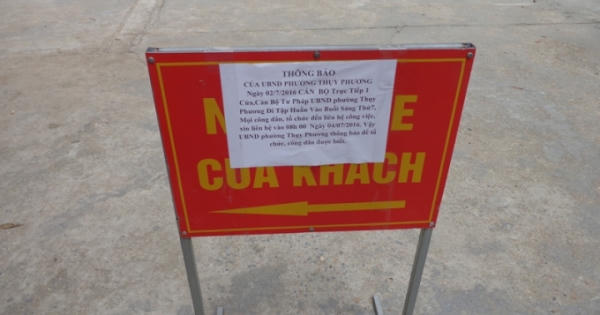 THÔNG BÁO
CỦA UBND PHƯỜNG THỤY PHƯƠNG
Ngày 02/7/2016 CÁN BỘ Trực Tiếp 1
Cửa,Cán Bộ Tư Pháp UBND phường Thụy
Phương Đi Tập Huấn Vào Buổi Sáng Thứ7,
Mọi công dân, tổ chức đến liên hệ công việc,
xin liên hệ vào 08h 00 Ngày 04/07/2016. Vậy
UBND phường Thụy Phương thông báo để tổ
chức, công dân được biết.
N E
CỦA KHÁCH